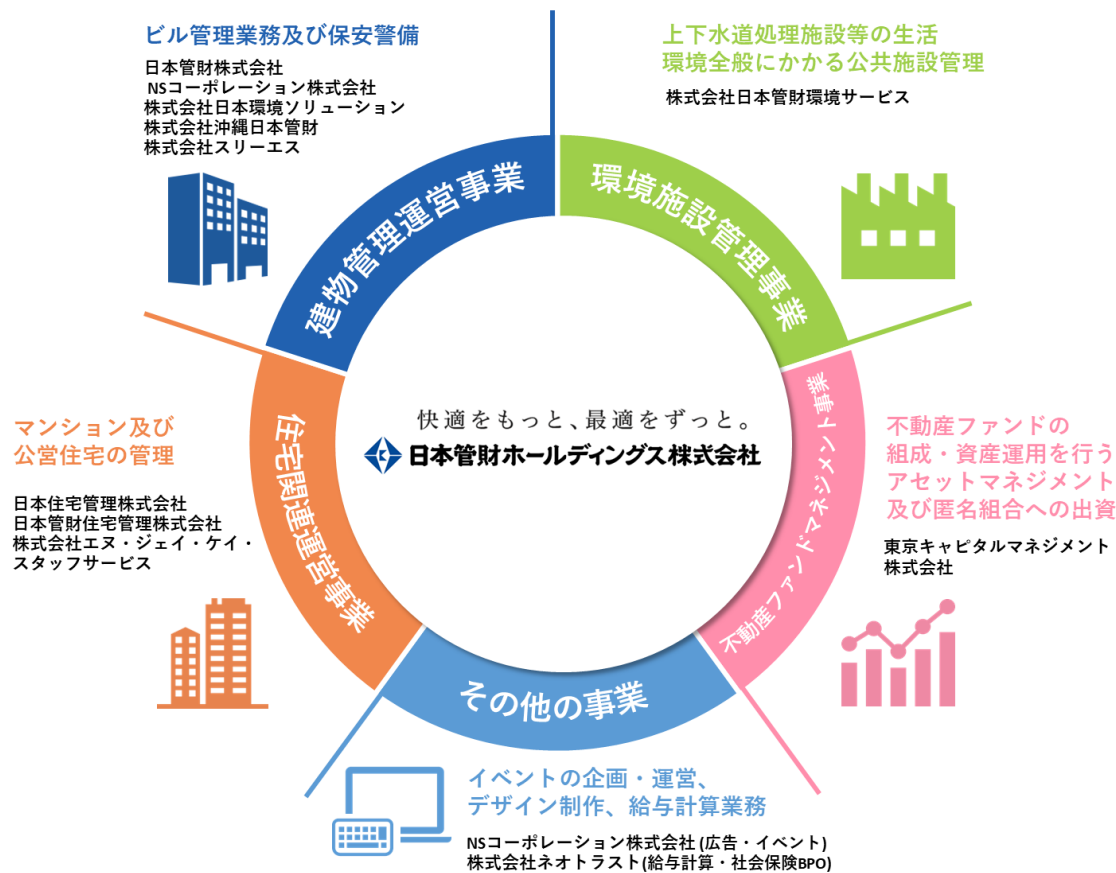 ビル管理業務及び保安警備
日本管財株式会社
NSコーポレーション株式会社
株式会社日本環境ソリューション
株式会社沖縄日本管財
株式会社スリーエス
建物管理運営事業
上下水道処理施設等の生活
環境全般にかかる公共施設管理
株式会社日本管財環境サービス
環境施設管理事業
快適をもっと、最適をずっと。
日本管財ホールディングス株式会社
マンション及び
公営住宅の管理
日本住宅管理株式会社
日本管財住宅管理株式会社
株式会社エヌ・ジェイ・ケイ・
スタッフサービス
住宅関連運営事業
不動産ファンドの
組成・資産運用を行う
アセットマネジメント
及び匿名組合への出資
東京キャピタルマネジメント
株式会社
不動産ファンドマネジメント事業
その他の事業
イベントの企画・運営、
デザイン制作、給与計算業務
NSコーポレーション株式会社 (広告・イベント)
株式会社ネオトラスト(給与計算・社会保険BPO)